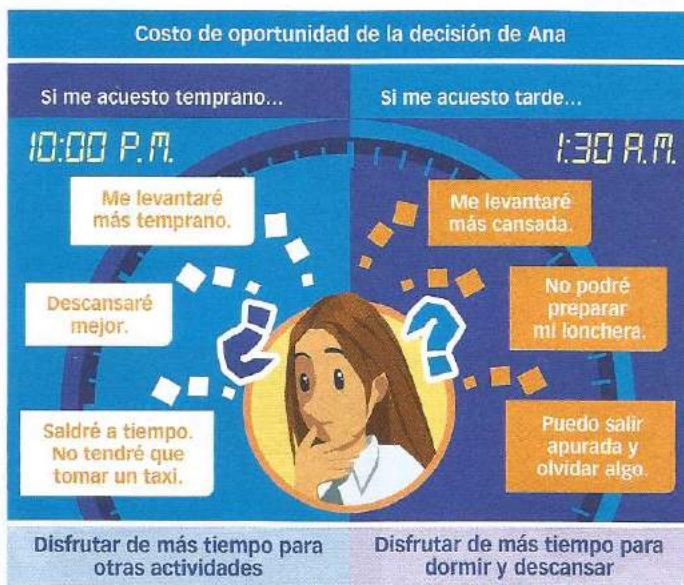 Costo de oportunidad de la decisión de Ana
Si me acuesto temprano...
10:00 P.M.
Me levantaré
más temprano.
Descansaré
mejor.
Saldré a tiempo.
No tendré que
tomar un taxi.
Disfrutar de más tiempo para
otras actividades
Si me acuesto tarde...
1:30 A.M.
Me levantaré
más cansada.
No podré
preparar
mi lonchera.
Puedo salir
apurada y
olvidar algo.
Disfrutar de más tiempo para
dormir y descansar